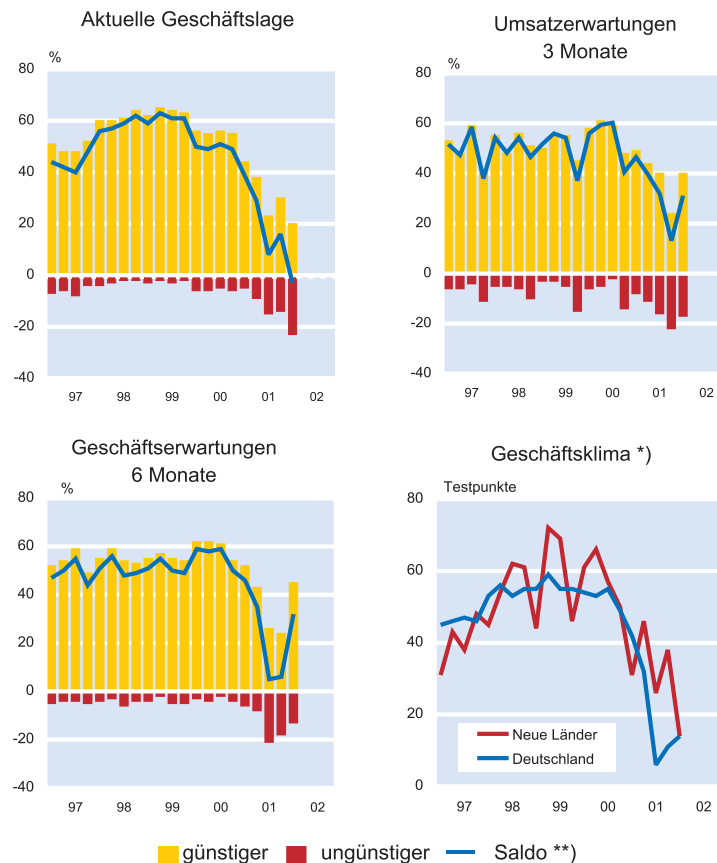 Aktuelle Geschäftslage
%
80
60
40
20
0
-20
-40
97 98 99 00 01 02
Umsatzerwartungen
3 Monate
%
80
60
40
20
0
-20
-40
97 98 99 00 01 02
Geschäftserwartungen
6 Monate
%
80
60
40
20
0
-20
-40
97 98 99 00 01 02
Geschäftsklima *)
Testpunkte
80
60
40
20
0
Neue Länder
Deutschland
97 98 99 00 01 02
günstiger ungünstiger Saldo **)